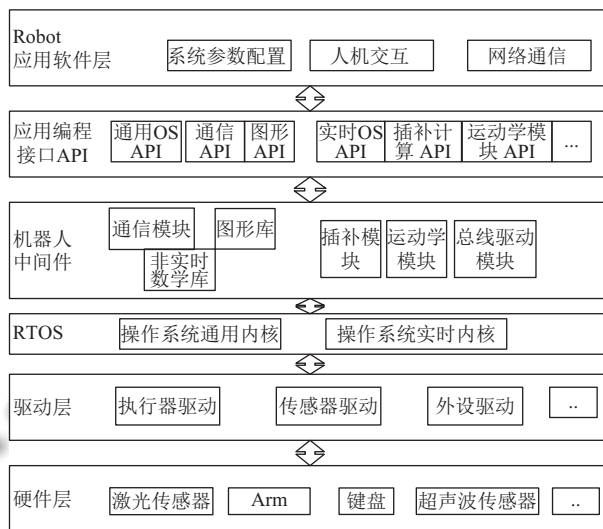 Robot
应用软件层
系统参数配置
人机交互
网络通信
应用编程
接口API
通用OS
API
通信
API
图形
API
实时OS
API
插补计
算 API
运动学模
块 API
...
机器人
中间件
通信模块
图形库
非实时
数学库
插补模
块
运动学
模块
总线驱动
模块
RTOS
操作系统通用内核
操作系统实时内核
驱动层
执行器驱动
传感器驱动
外设驱动
..
硬件层
激光传感器
Arm
键盘
超声波传感器
..